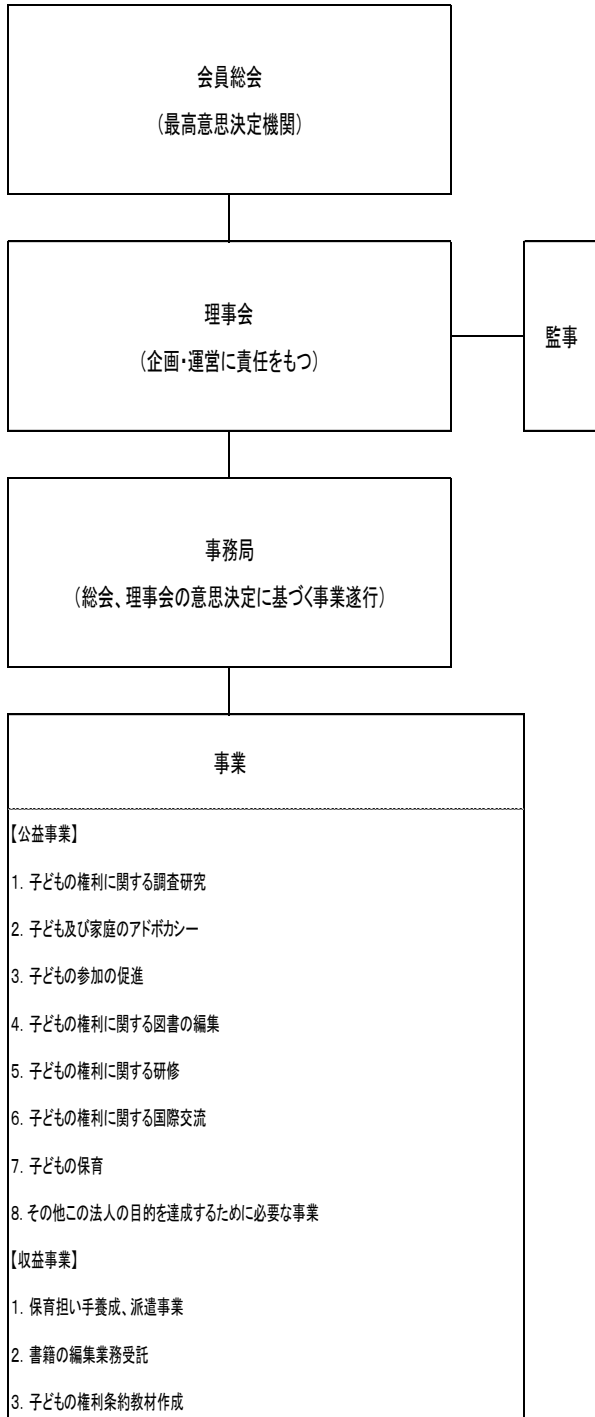 会員総会
（最高意思決定機関）
理事会
（企画・運営に責任をもつ）
監事
事務局
（総会、理事会の意思決定に基づく事業遂行）
事業
【公益事業】
1. 子どもの権利に関する調査研究
2. 子ども及び家庭のアドボカシー
3. 子どもの参加の促進
4. 子どもの権利に関する図書の編集
5. 子どもの権利に関する研修
6. 子どもの権利に関する国際交流
7. 子どもの保育
8. その他この法人の目的を達成するために必要な事業
【収益事業】
1. 保育担い手養成、派遣事業
2. 書籍の編集業務受託
3. 子どもの権利条約教材作成